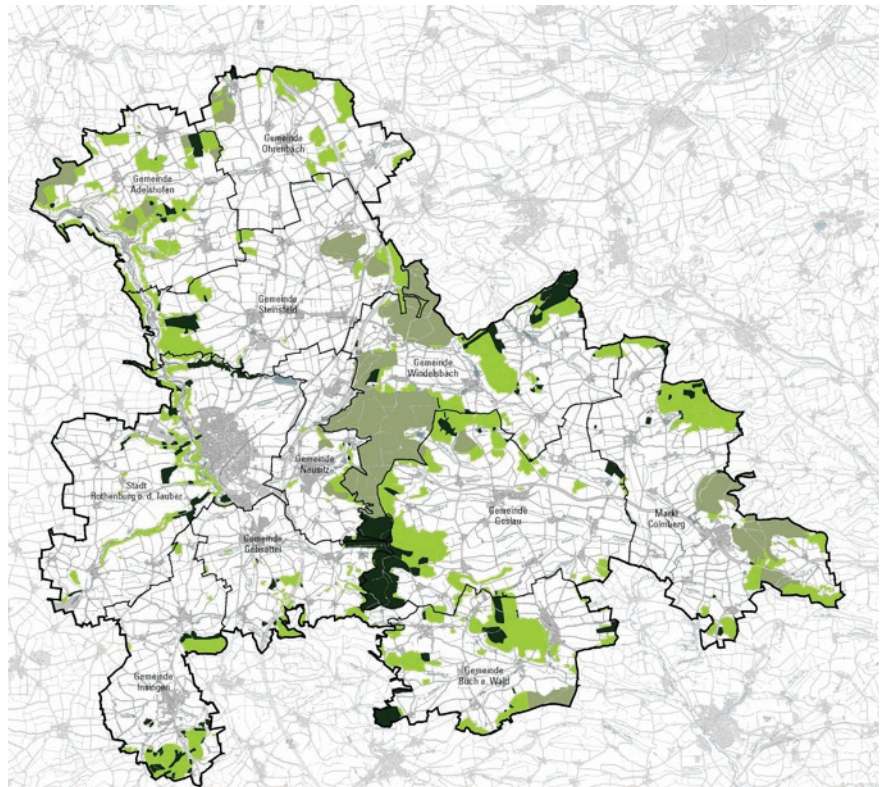 Gemeinde
Ohrenbach
Gemeinde
Adelshofen
Gemeinde
Steinsfeld
Gemeinde
Windelsbach
Gemeinde
Neusitz
Stadt
Rothenburg o. d. Tauber
Gemeinde
Geslau
Markt
Colmberg
Gemeinde
Gebsattel
Gemeinde
Buch a. Wald
Gemeinde
Insingen